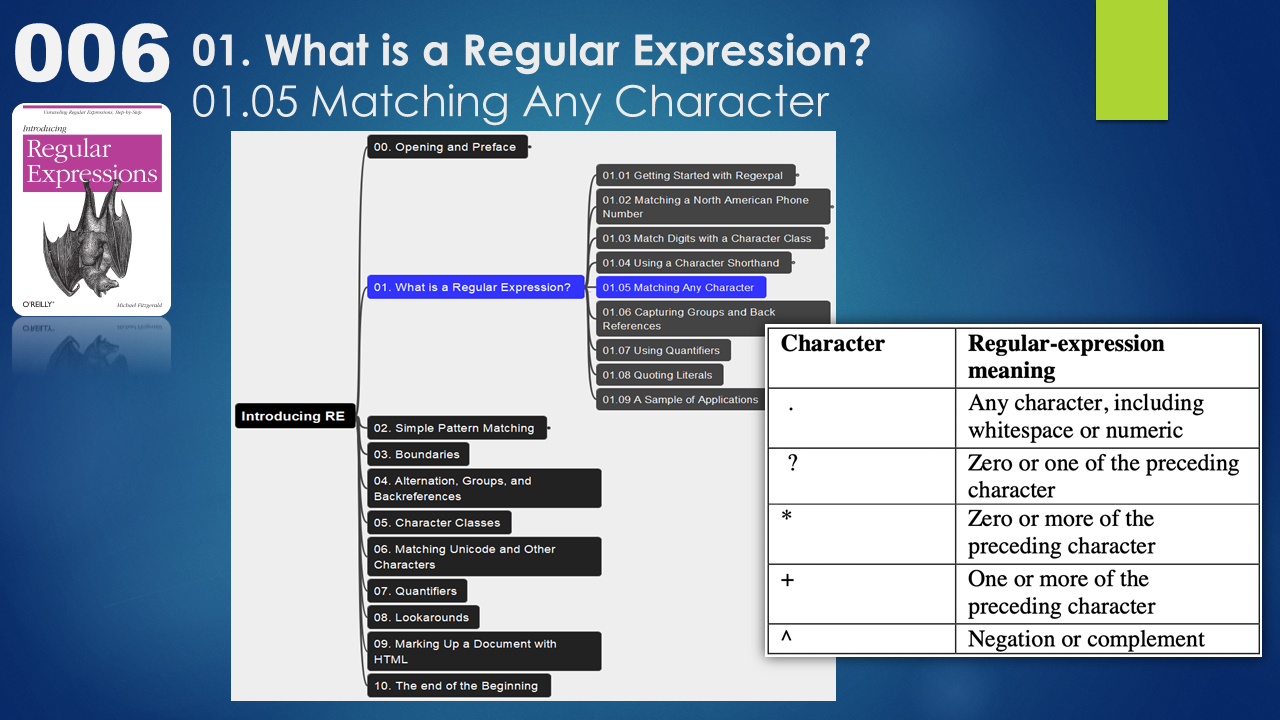 006
01. What is a Regular Expression?
01.05 Matching Any Character
Unraveling Regular Expressions, Step-by-Step
Introducing
Regular
Expressions
O'REILLY®
Michael Fitzgerald
Introducing RE
00. Opening and Preface
01. What is a Regular Expression?
01.01 Getting Started with Regexpal
01.02 Matching a North American Phone
Number
01.03 Match Digits with a Character Class
01.04 Using a Character Shorthand
01.05 Matching Any Character
01.06 Capturing Groups and Back
References
01.07 Using Quantifiers
01.08 Quoting Literals
01.09 A Sample of Applications
02. Simple Pattern Matching
03. Boundaries
04. Alternation, Groups, and
Backreferences
05. Character Classes
06. Matching Unicode and Other
Characters
07. Quantifiers
08. Lookarounds
09. Marking Up a Document with
HTML
10. The end of the Beginning
Character
Regular-expression
meaning
.
Any character, including
whitespace or numeric
?
Zero or one of the preceding
character
*
Zero or more of the
preceding character
+
One or more of the
preceding character
^
Negation or complement